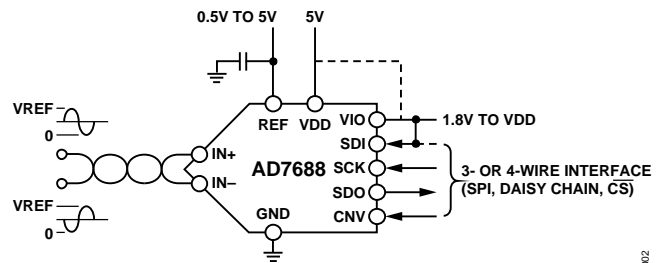 0.5V TO 5V
5V
VREF
0
REF
VDD
VIO
1.8V TO VDD
SDI
IN+
AD7688
SCK
3- OR 4-WIRE INTERFACE
(SPI, DAISY CHAIN, CS)
IN–
SDO
VREF
0
GND
CNV
002